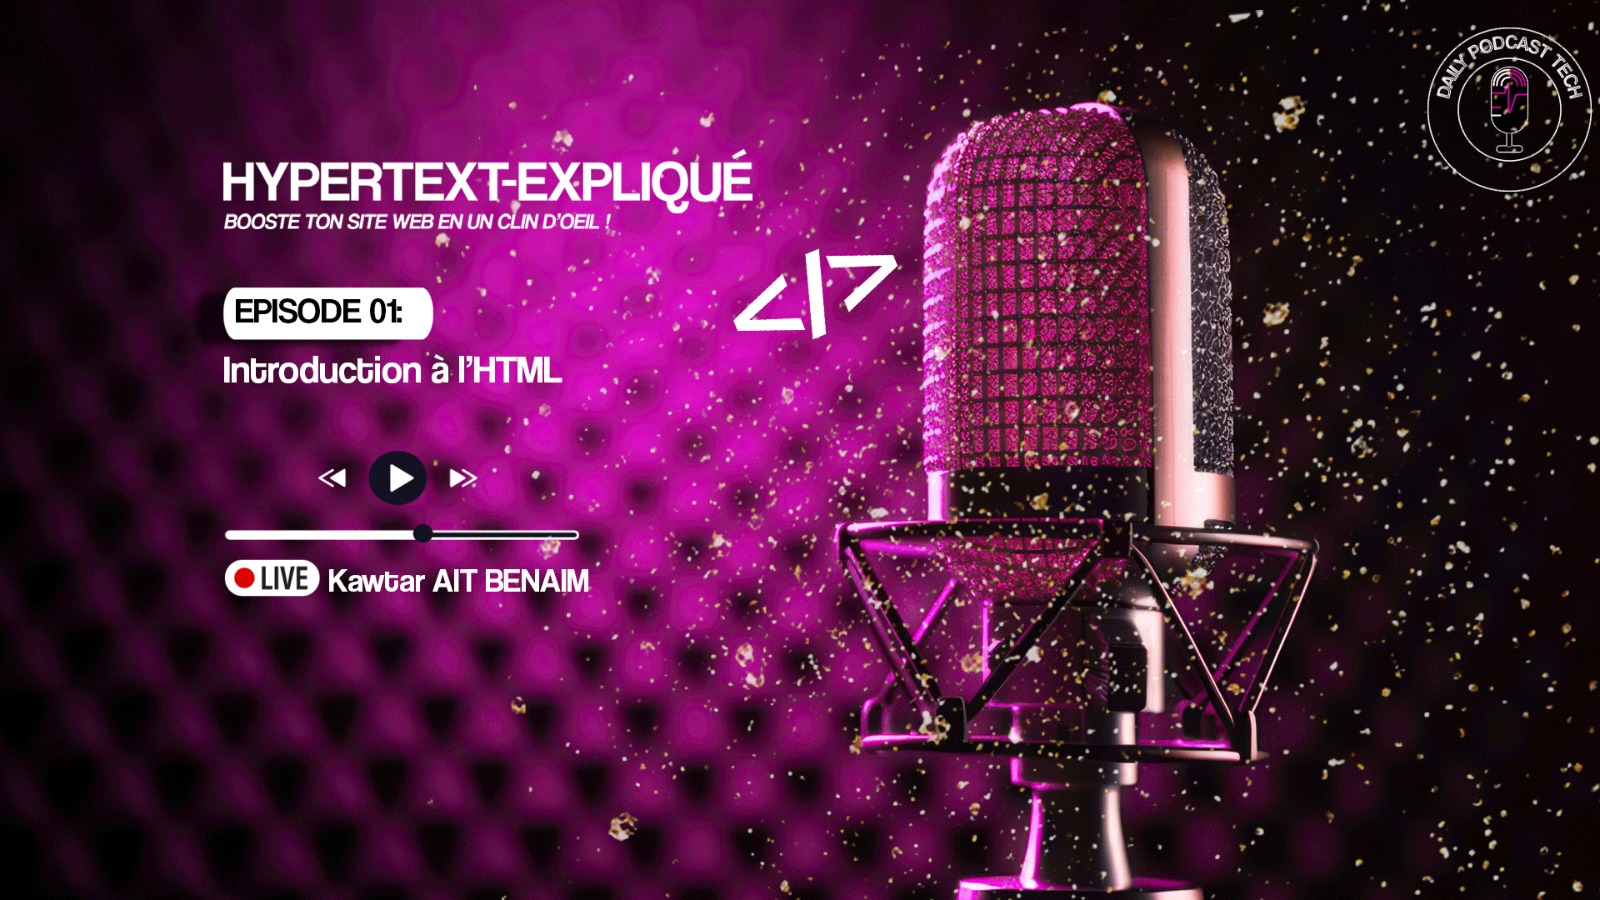 DAILY PODCAST TECH
HYPERTEXT-EXPLIQUÉ
BOOSTE TON SITE WEB EN UN CLIN D'OEIL !
</>
EPISODE 01:
Introduction à l'HTML
LIVE Kawtar AIT BENAIM